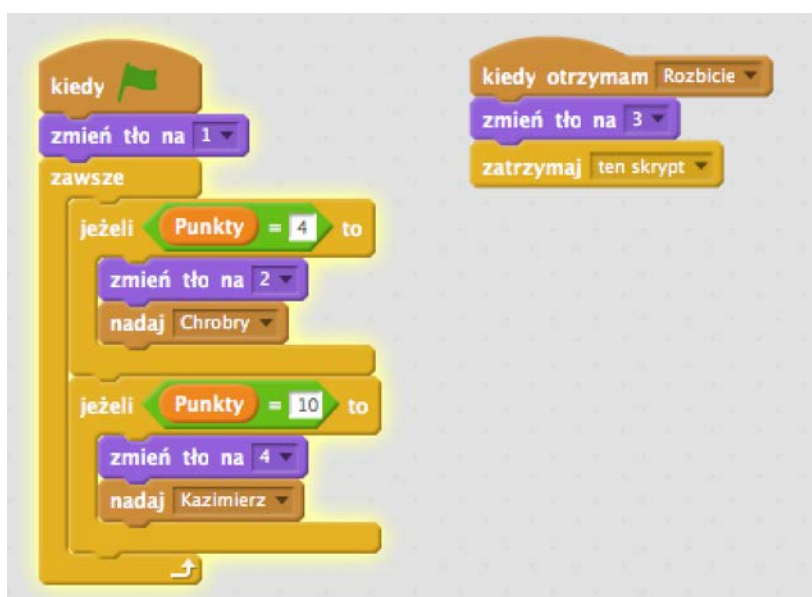 kiedy
zmień tło na 1
zawsze
jeżeli Punkty = 4 to
zmień tło na 2
nadaj Chrobry
jeżeli Punkty = 10 to
zmień tło na 4
nadaj Kazimierz
kiedy otrzymam Rozbicie
zmień tło na 3
zatrzymaj ten skrypt